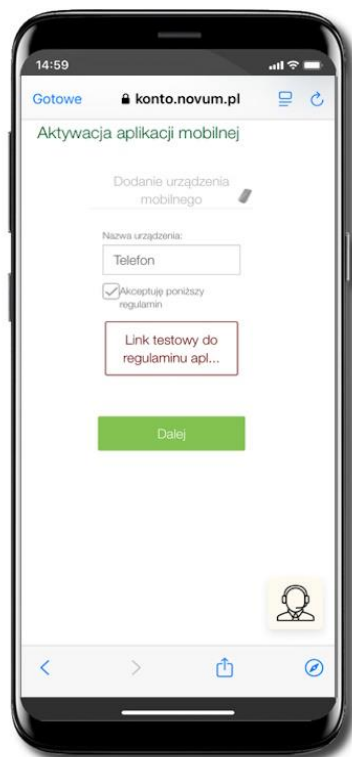 14:59
Gotowe konto.novum.pl
Aktywacja aplikacji mobilnej
Dodanie urządzenia
mobilnego
Nazwa urządzenia:
Telefon
Akceptuję poniższy
regulamin
Link testowy do
regulaminu apl...
Dalej